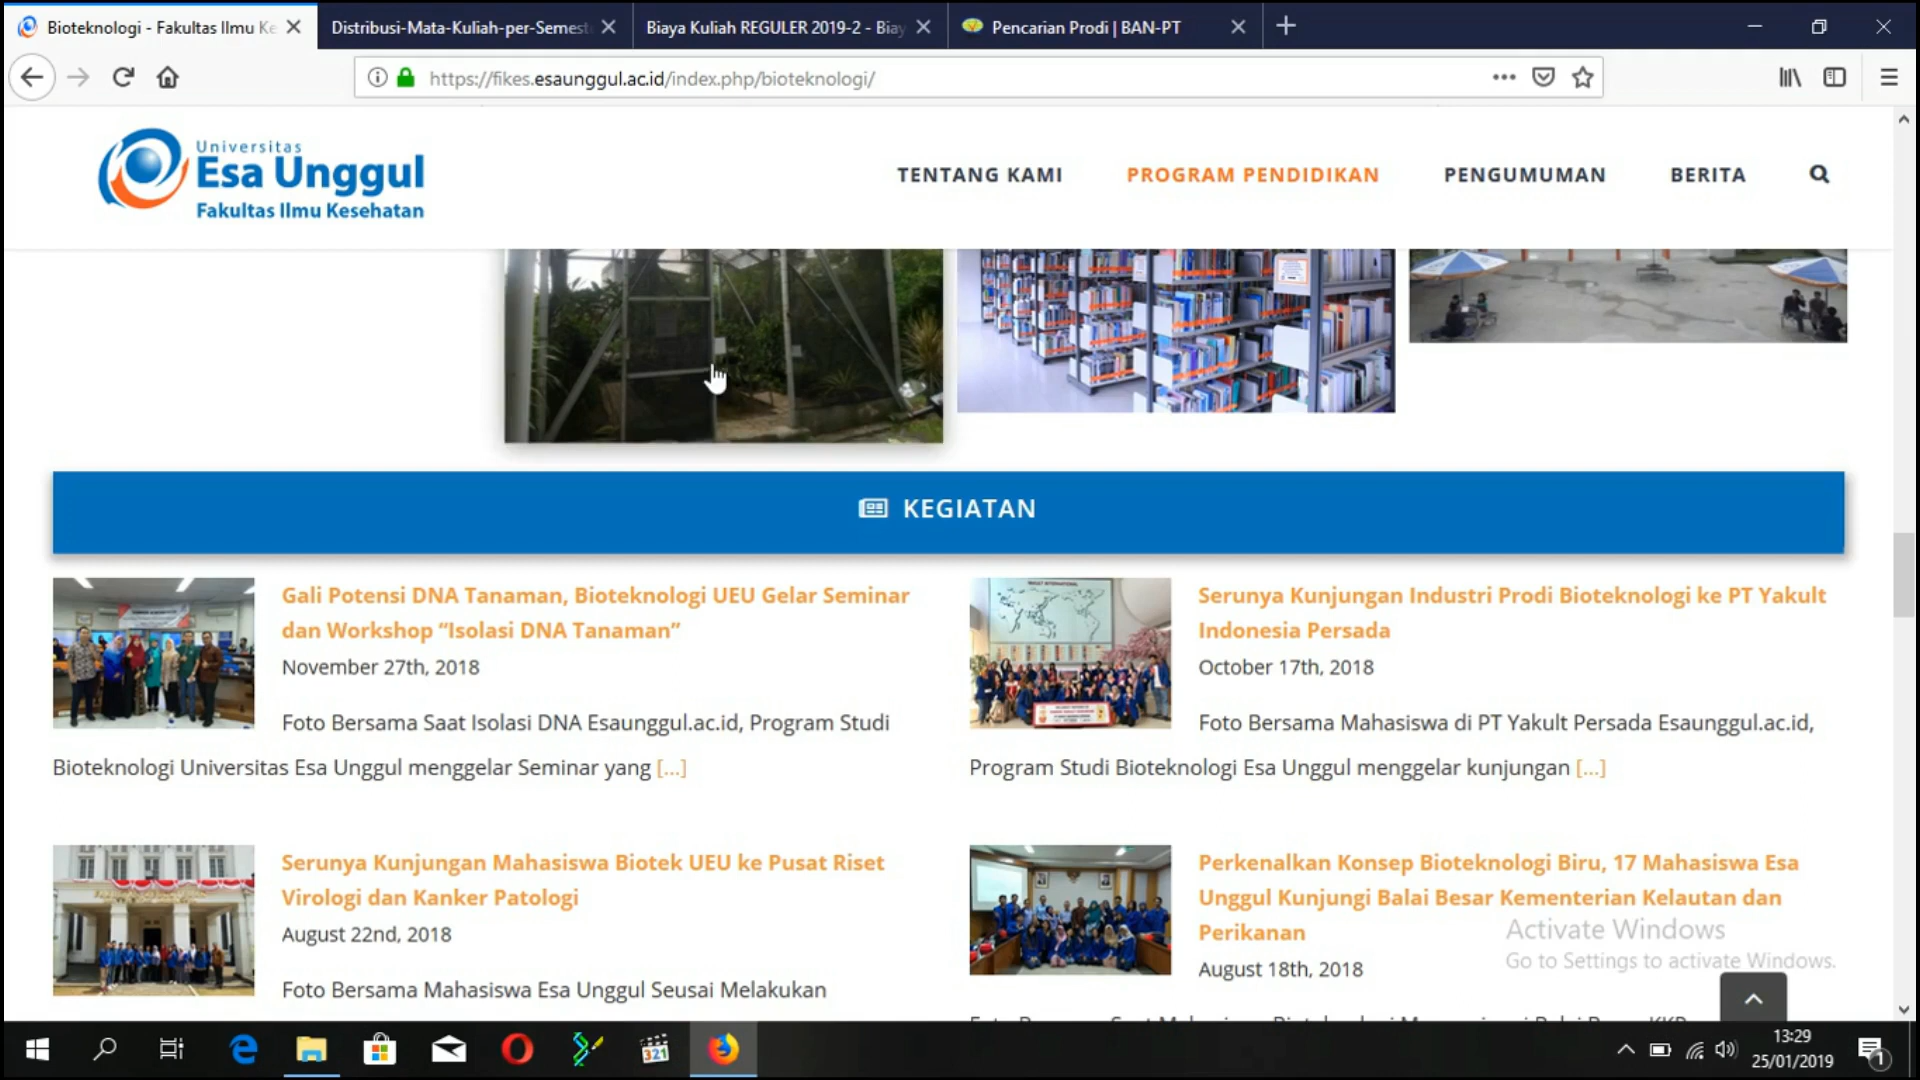 Bioteknologi - Fakultas Ilmu Ke
Distribusi-Mata-Kuliah-per-Semest
Biaya Kuliah REGULER 2019-2 - Biay
Pencarian Prodi | BAN-PT
https://fikes.esaunggul.ac.id/index.php/bioteknologi/
Universitas
Esa Unggul
Fakultas Ilmu Kesehatan
TENTANG KAMI
PROGRAM PENDIDIKAN
PENGUMUMAN
BERITA
KEGIATAN
Gali Potensi DNA Tanaman, Bioteknologi UEU Gelar Seminar
dan Workshop “Isolasi DNA Tanaman”
November 27th, 2018
Foto Bersama Saat Isolasi DNA Esaunggul.ac.id, Program Studi
Bioteknologi Universitas Esa Unggul menggelar Seminar yang [...]
Serunya Kunjungan Industri Prodi Bioteknologi ke PT Yakult
Indonesia Persada
October 17th, 2018
Foto Bersama Mahasiswa di PT Yakult Persada Esaunggul.ac.id,
Program Studi Bioteknologi Esa Unggul menggelar kunjungan [...]
Serunya Kunjungan Mahasiswa Biotek UEU ke Pusat Riset
Virologi dan Kanker Patologi
August 22nd, 2018
Foto Bersama Mahasiswa Esa Unggul Seusai Melakukan
Perkenalkan Konsep Bioteknologi Biru, 17 Mahasiswa Esa
Unggul Kunjungi Balai Besar Kementerian Kelautan dan
Perikanan
August 18th, 2018
Activate Windows
Go to Settings to activate Windows.
321
13:29
25/01/2019
1